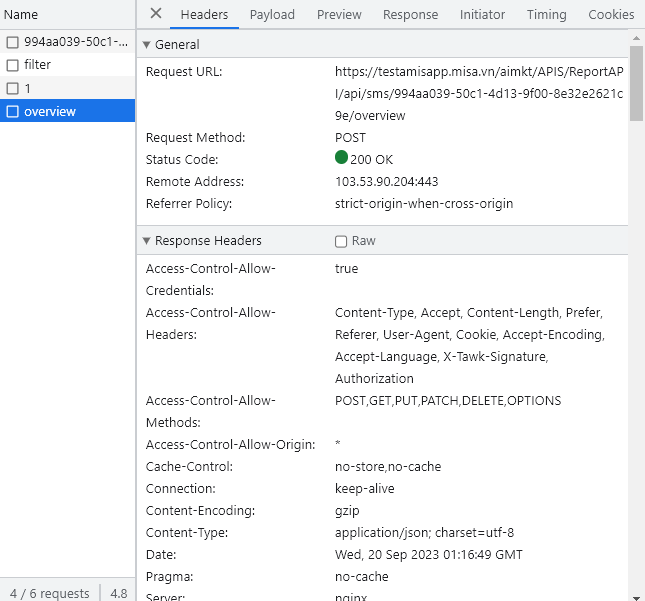 Name
994aa039-50c1-...
filter
1
overview
4 / 6 requests
4.8
Headers
Payload
Preview
Response
Initiator
Timing
Cookies
General
Request URL:
https://testamisapp.misa.vn/aimkt/APIS/ReportAP
I/api/sms/994aa039-50c1-4d13-9f00-8e32e2621c
9e/overview
Request Method:
POST
Status Code:
200 OK
Remote Address:
103.53.90.204:443
Referrer Policy:
strict-origin-when-cross-origin
Response Headers
Raw
Access-Control-Allow-
Credentials:
true
Access-Control-Allow-
Headers:
Content-Type, Accept, Content-Length, Prefer,
Referer, User-Agent, Cookie, Accept-Encoding,
Accept-Language, X-Tawk-Signature,
Authorization
Access-Control-Allow-
Methods:
POST,GET,PUT,PATCH,DELETE,OPTIONS
Access-Control-Allow-Origin:
*
Cache-Control:
no-store,no-cache
Connection:
keep-alive
Content-Encoding:
gzip
Content-Type:
application/json; charset=utf-8
Date:
Wed, 20 Sep 2023 01:16:49 GMT
Pragma:
no-cache
Server:
nginx